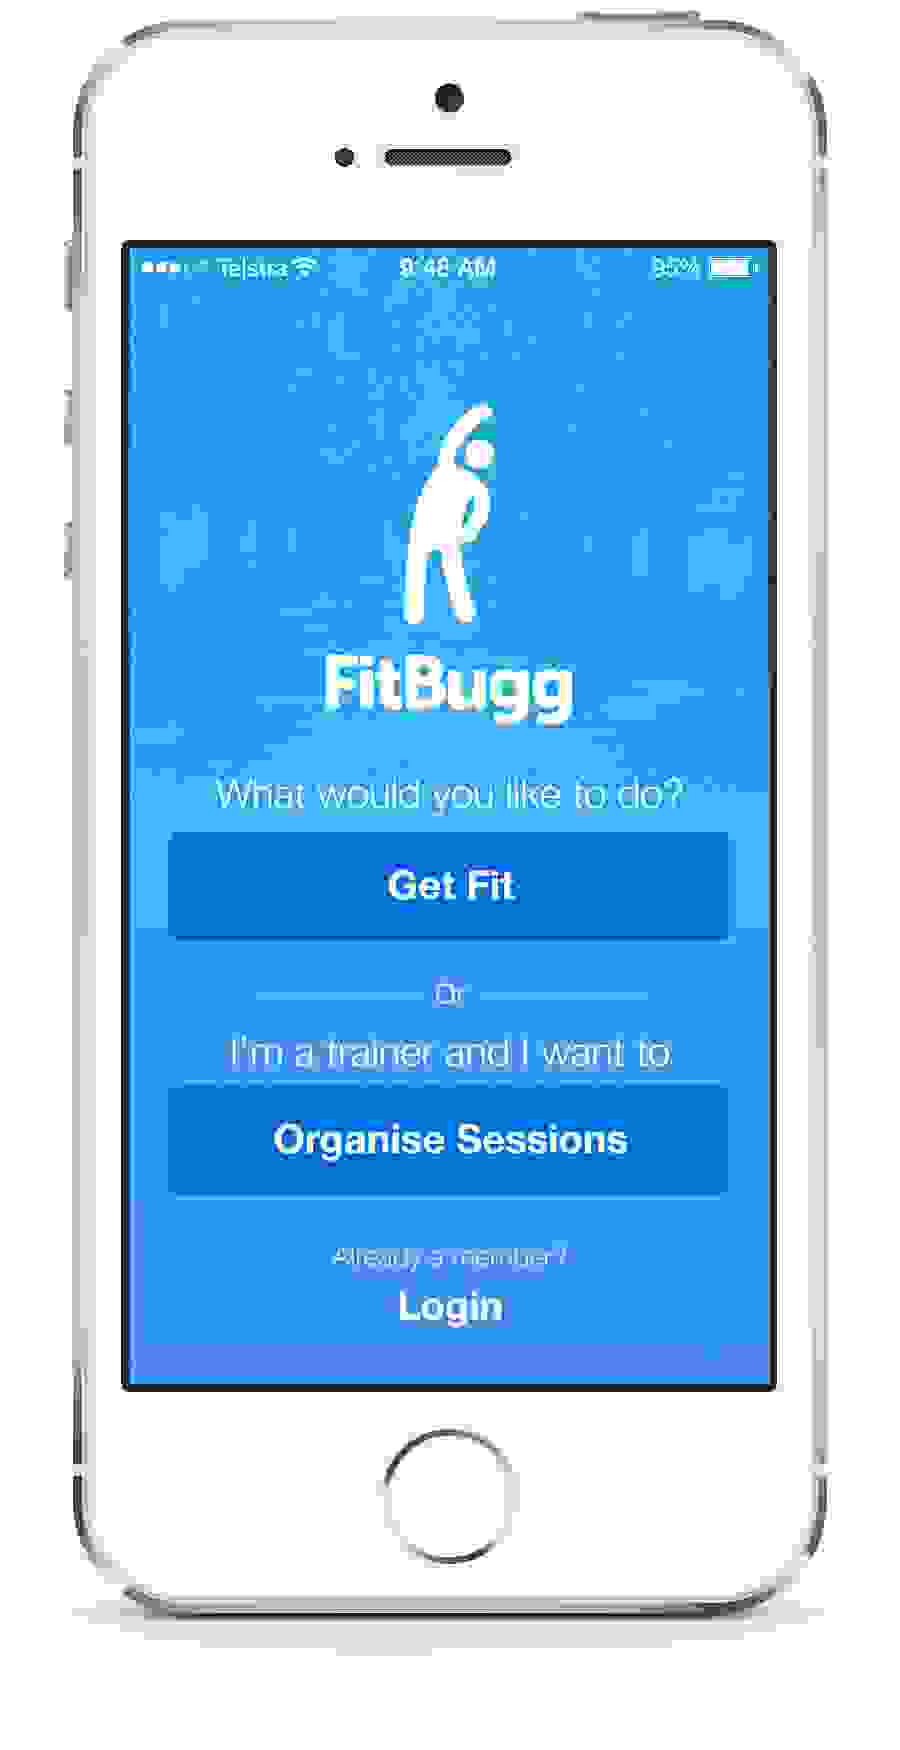 Telstra 9:48 AM 95%
FitBugg
What would you like to do?
Get Fit
Or
I'm a trainer and I want to
Organise Sessions
Already a member?
Login